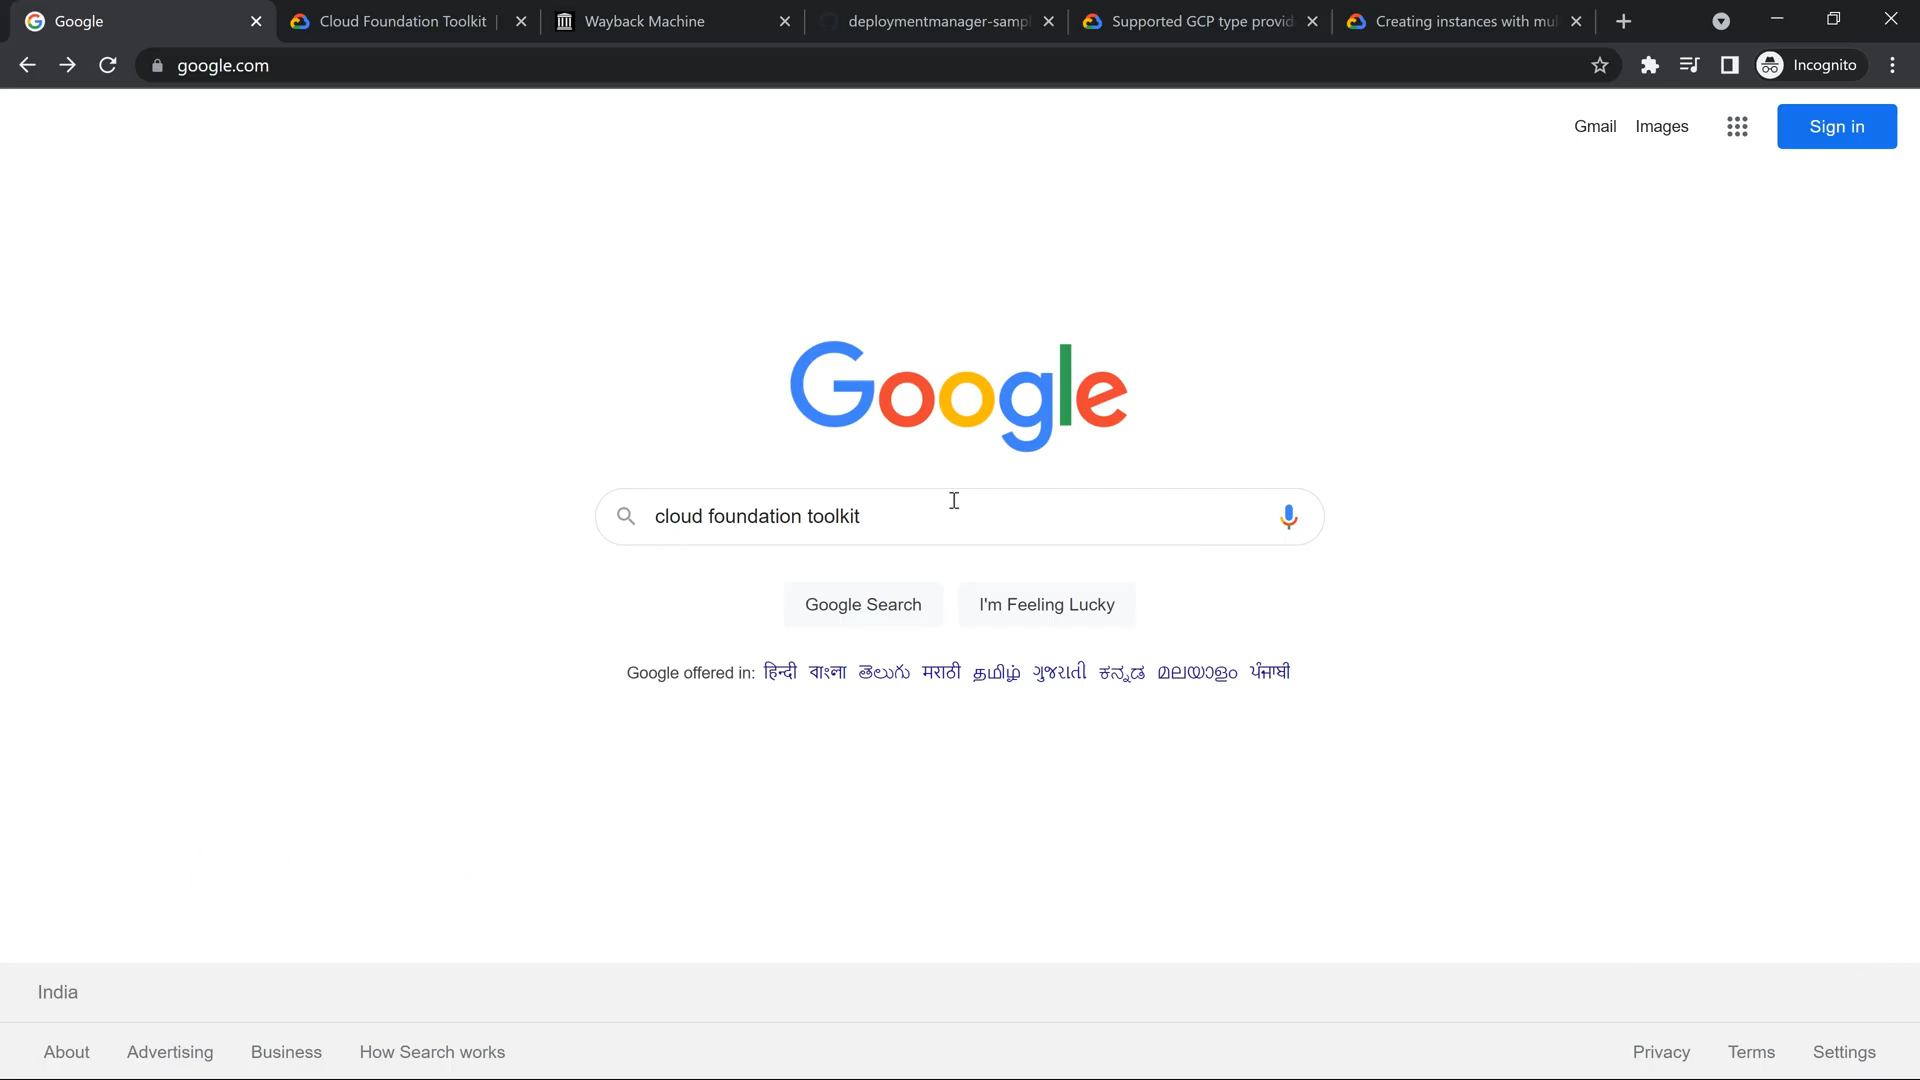 Google
Cloud Foundation Toolkit
Wayback Machine
deploymentmanager-sampl
Supported GCP type provid
Creating instances with mul
google.com
Incognito
Gmail Images
Sign in
Google
cloud foundation toolkit
Google Search
I'm Feeling Lucky
Google offered in: हिन्दी বাংলা తెలుగు मराठी தமிழ் ગુજરાતી ಕನ್ನಡ മലയാളം ਪੰਜਾਬੀ
India
About Advertising Business How Search works
Privacy Terms Settings